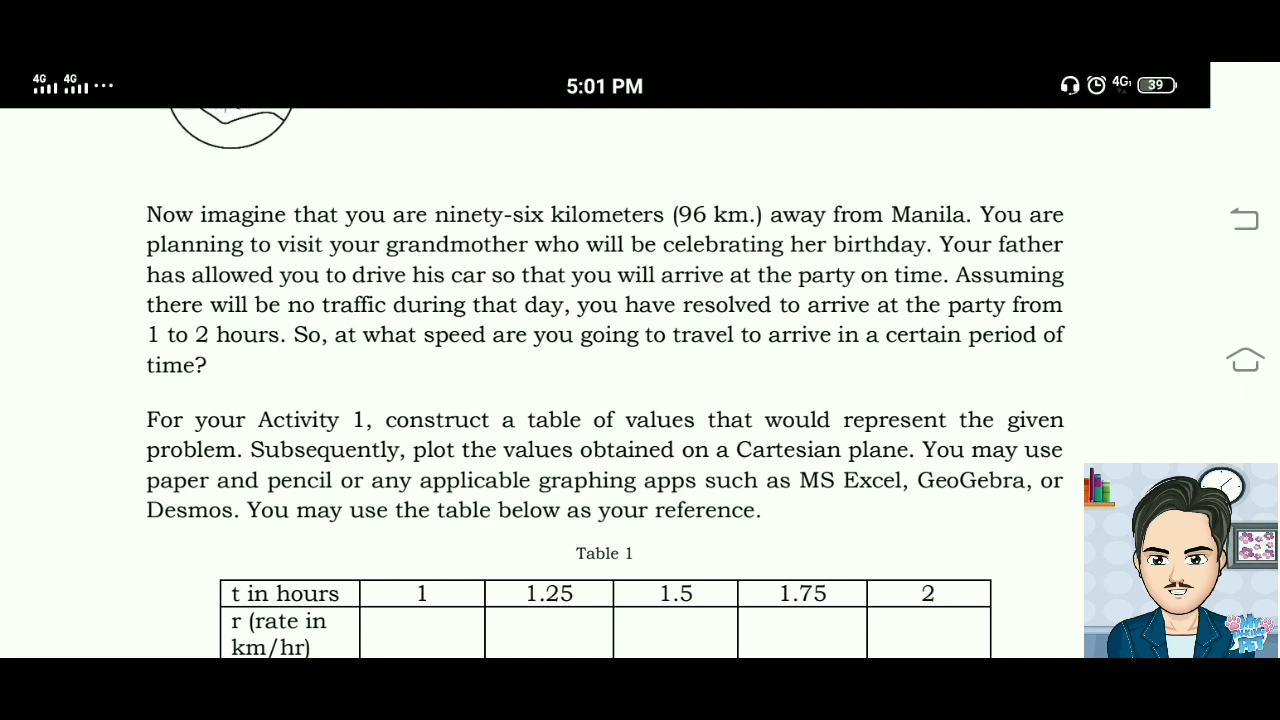 4G 4G 5:01 PM 4G 39
Now imagine that you are ninety-six kilometers (96 km.) away from Manila. You are
planning to visit your grandmother who will be celebrating her birthday. Your father
has allowed you to drive his car so that you will arrive at the party on time. Assuming
there will be no traffic during that day, you have resolved to arrive at the party from
1 to 2 hours. So, at what speed are you going to travel to arrive in a certain period of
time?
For your Activity 1, construct a table of values that would represent the given
problem. Subsequently, plot the values obtained on a Cartesian plane. You may use
paper and pencil or any applicable graphing apps such as MS Excel, GeoGebra, or
Desmos. You may use the table below as your reference.
Table 1
t in hours 1 1.25 1.5 1.75 2
r (rate in
km/hr)
MY
TALKING
PET